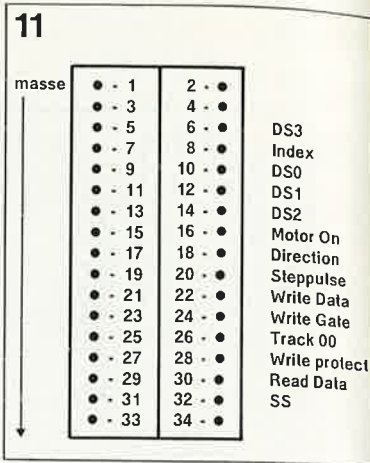 11
masse
1 2
3 4
5 6 DS3
7 8 Index
9 10 DS0
11 12 DS1
13 14 DS2
15 16 Motor On
17 18 Direction
19 20 Steppulse
21 22 Write Data
23 24 Write Gate
25 26 Track 00
27 28 Write protect
29 30 Read Data
31 32 SS
33 34